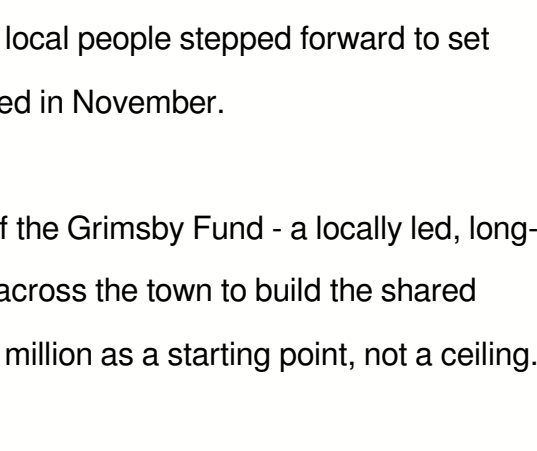 local people stepped forward to set
ed in November.
f the Grimsby Fund - a locally led, long-
across the town to build the shared
million as a starting point, not a ceiling.